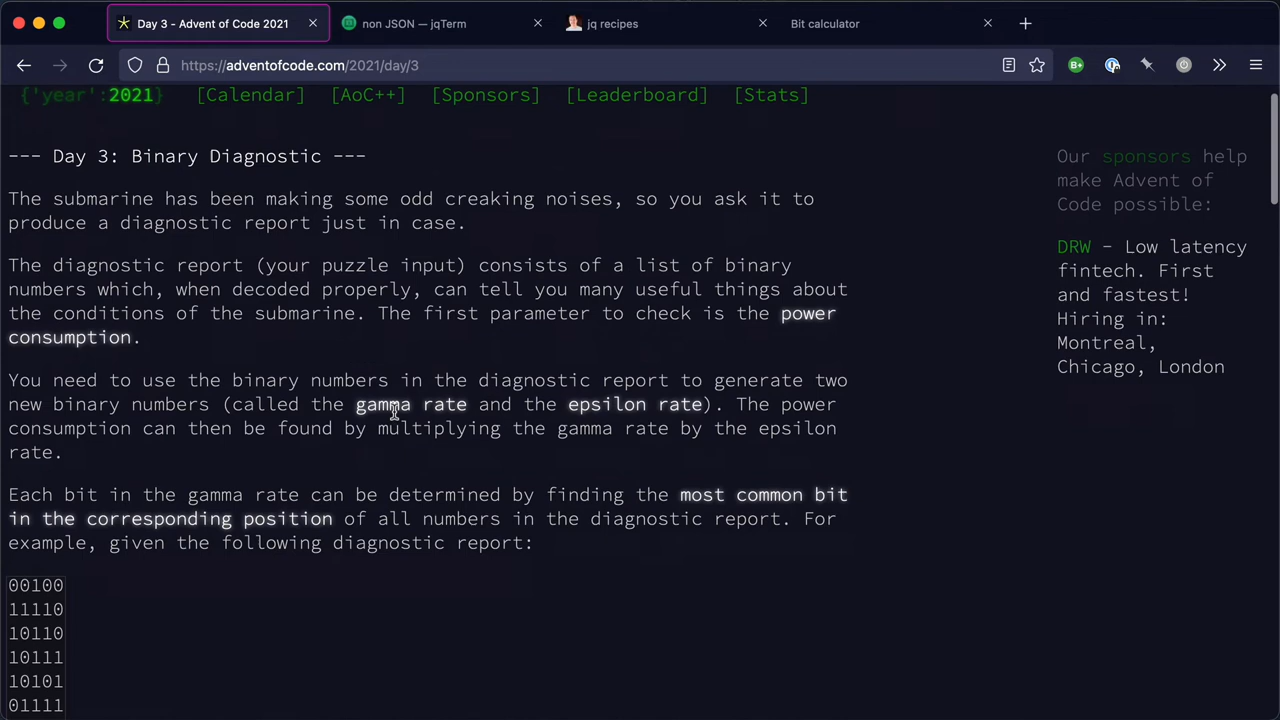 Day 3 - Advent of Code 2021
non JSON — jqTerm
jq recipes
Bit calculator
https://adventofcode.com/2021/day/3
{'year':2021} [Calendar] [AoC++] [Sponsors] [Leaderboard] [Stats]
--- Day 3: Binary Diagnostic ---
The submarine has been making some odd creaking noises, so you ask it to
produce a diagnostic report just in case.
The diagnostic report (your puzzle input) consists of a list of binary
numbers which, when decoded properly, can tell you many useful things about
the conditions of the submarine. The first parameter to check is the power
consumption.
You need to use the binary numbers in the diagnostic report to generate two
new binary numbers (called the gamma rate and the epsilon rate). The power
consumption can then be found by multiplying the gamma rate by the epsilon
rate.
Each bit in the gamma rate can be determined by finding the most common bit
in the corresponding position of all numbers in the diagnostic report. For
example, given the following diagnostic report:
00100
11110
10110
10111
10101
01111
Our sponsors help
make Advent of
Code possible:
DRW - Low latency
fintech. First
and fastest!
Hiring in:
Montreal,
Chicago, London